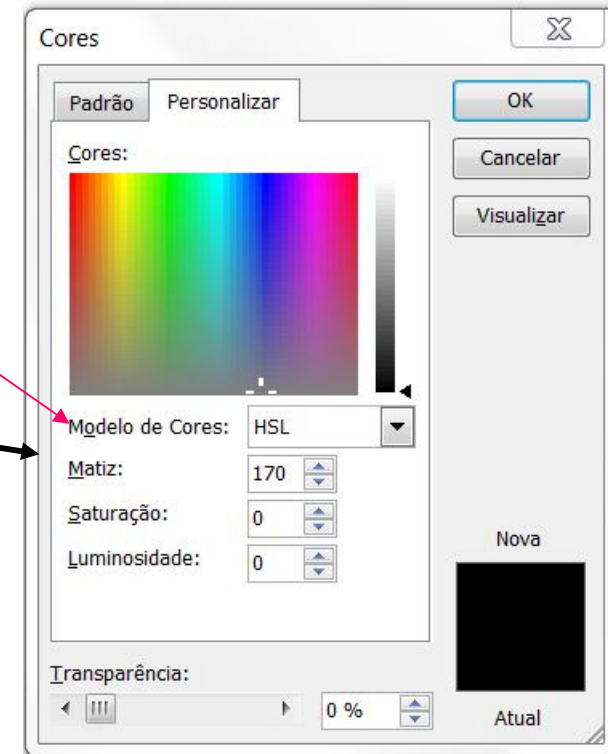 Cores
Padrão Personalizar
OK
Cores:
Cancelar
Visualizar
Modelo de Cores: HSL
Matiz: 170
Saturação: 0
Luminosidade: 0
Nova
Transparência:
0 %
Atual